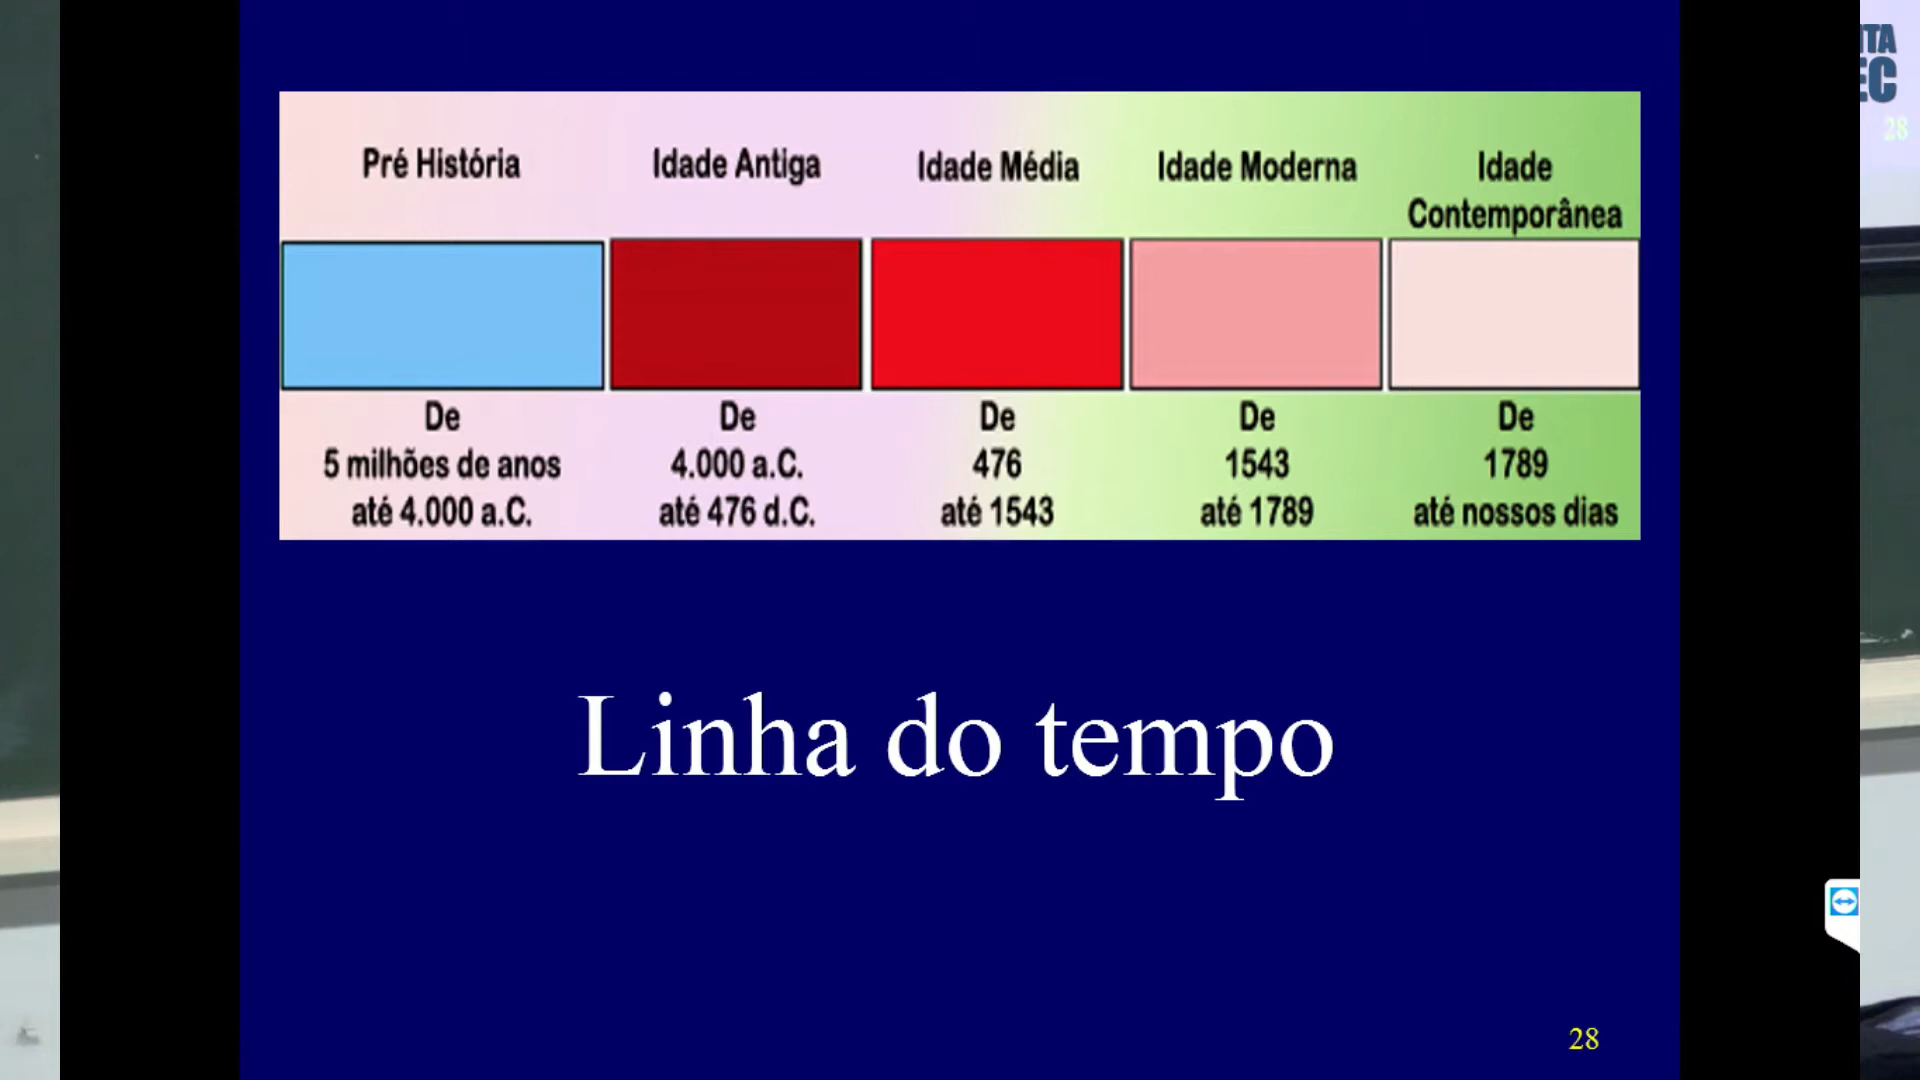 Pré História
Idade Antiga
Idade Média
Idade Moderna
Idade
Contemporânea
De
5 milhões de anos
até 4.000 a.C.
De
4.000 a.C.
até 476 d.C.
De
476
até 1543
De
1543
até 1789
De
1789
até nossos dias
Linha do tempo
28
28